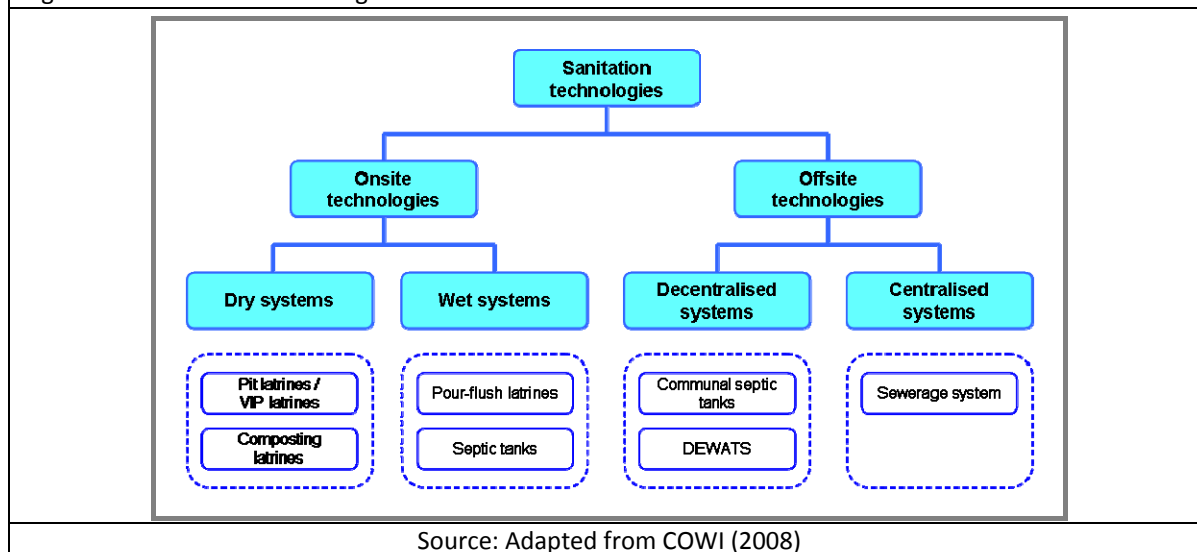 Sanitation
technologies
Onsite
technologies
Offsite
technologies
Dry systems
Wet systems
Decentralised
systems
Centralised
systems
Pit latrines /
VIP latrines
Composting
latrines
Pour-flush latrines
Septic tanks
Communal septic
tanks
DEWATS
Sewerage system
Source: Adapted from COWI (2008)